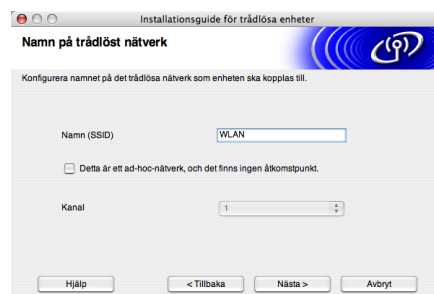 Installationsguide för trådlösa enheter
Namn på trådlöst nätverk
Konfigurera namnet på det trådlösa nätverk som enheten ska kopplas till.
Namn (SSID)
WLAN
Detta är ett ad-hoc-nätverk, och det finns ingen åtkomstpunkt.
Kanal
1
Hjälp
< Tillbaka
Nästa >
Avbryt